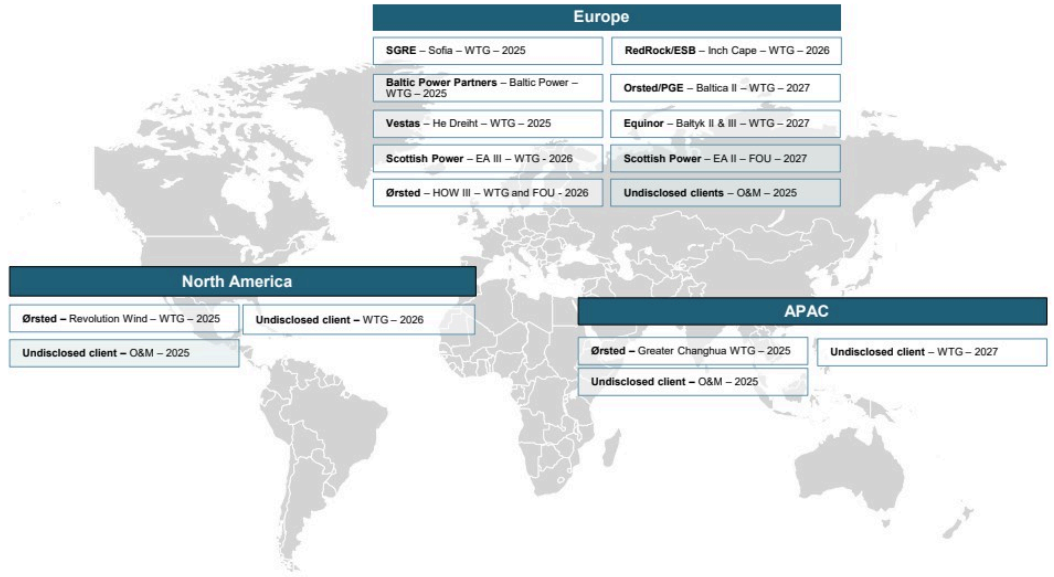 Europe
SGRE – Sofia – WTG – 2025
RedRock/ESB – Inch Cape – WTG – 2026
Baltic Power Partners – Baltic Power –
WTG – 2025
Orsted/PGE – Baltica II – WTG – 2027
Vestas – He Dreiht – WTG – 2025
Equinor – Bałtyk II & III – WTG – 2027
Scottish Power – EA III – WTG - 2026
Scottish Power – EA II – FOU – 2027
Ørsted – HOW III – WTG and FOU - 2026
Undisclosed clients – O&M – 2025
North America
Ørsted – Revolution Wind – WTG – 2025
Undisclosed client – WTG – 2026
Undisclosed client – O&M – 2025
APAC
Ørsted – Greater Changhua WTG – 2025
Undisclosed client – WTG – 2027
Undisclosed client – O&M – 2025